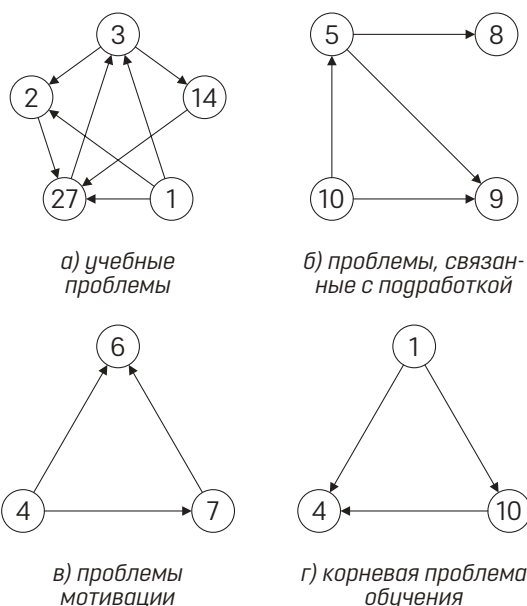 3
2
14
27
1
а) учебные
проблемы
5
8
10
9
б) проблемы, связан-
ные с подработкой
6
4
7
в) проблемы
мотивации
1
4
10
г) корневая проблема
обучения